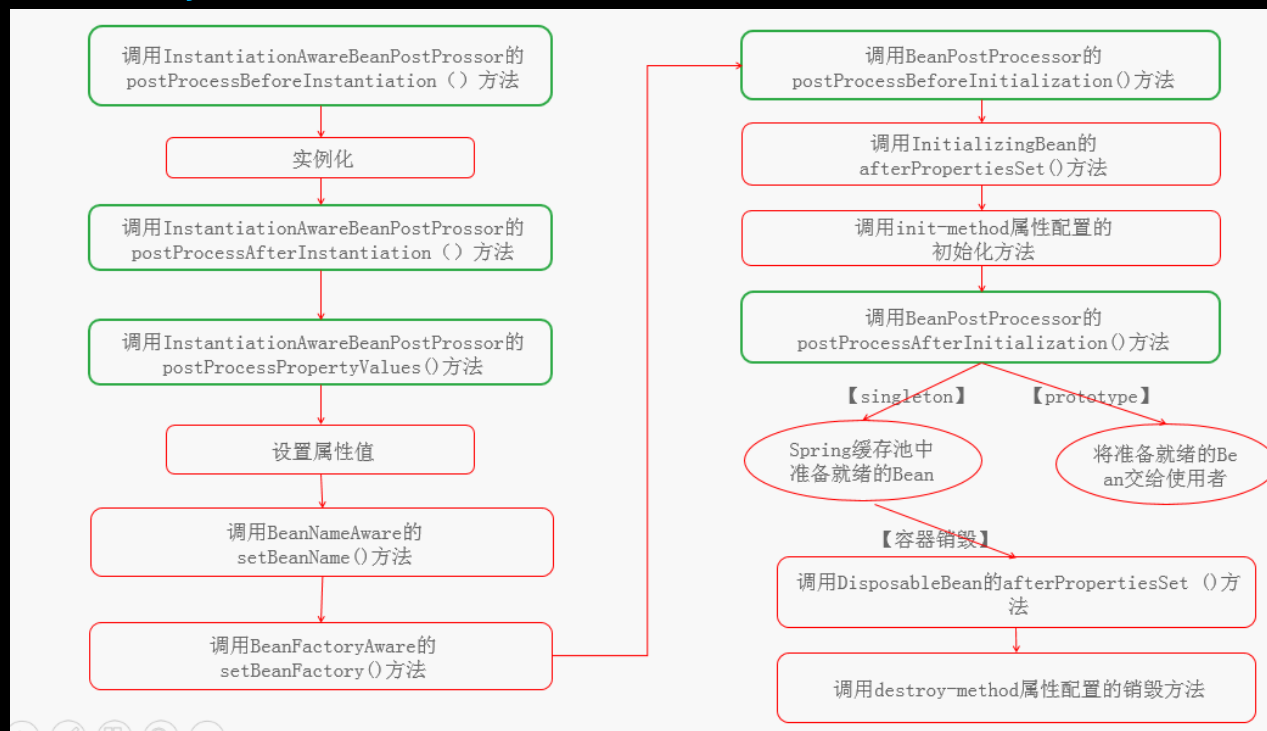 调用InstantiationAwareBeanPostProssor的
postProcessBeforeInstantiation（）方法
实例化
调用InstantiationAwareBeanPostProssor的
postProcessAfterInstantiation（）方法
调用InstantiationAwareBeanPostProssor的
postProcessPropertyValues()方法
设置属性值
调用BeanNameAware的
setBeanName()方法
调用BeanFactoryAware的
setBeanFactory()方法
调用BeanPostProcessor的
postProcessBeforeInitialization()方法
调用InitializingBean的
afterPropertiesSet()方法
调用init-method属性配置的
初始化方法
调用BeanPostProcessor的
postProcessAfterInitialization()方法
【singleton】
【prototype】
Spring缓存池中
准备就绪的Bean
将准备就绪的Be
an交给使用者
【容器销毁】
调用DisposableBean的afterPropertiesSet（）方
法
调用destroy-method属性配置的销毁方法